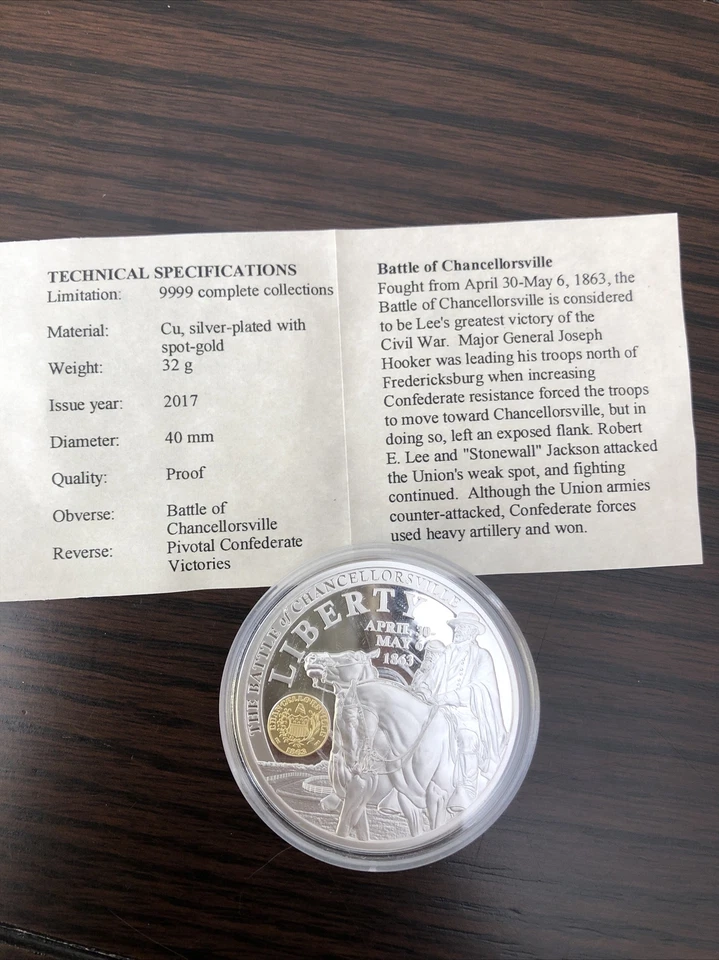 TECHNICAL SPECIFICATIONS
Limitation: 9999 complete collections
Material: Cu, silver-plated with
spot-gold
Weight: 32 g
Issue year: 2017
Diameter: 40 mm
Quality: Proof
Obverse: Battle of
Chancellorsville
Reverse: Pivotal Confederate
Victories
Battle of Chancellorsville
Fought from April 30-May 6, 1863, the
Battle of Chancellorsville is considered
to be Lee's greatest victory of the
Civil War. Major General Joseph
Hooker was leading his troops north of
Fredericksburg when increasing
Confederate resistance forced the troops
to move toward Chancellorsville, but in
doing so, left an exposed flank. Robert
E. Lee and "Stonewall" Jackson attacked
the Union's weak spot, and fighting
continued. Although the Union armies
counter-attacked, Confederate forces
used heavy artillery and won.
THE BATTLE of CHANCELLORSVILLE
LIBERTY
APRIL 30-
MAY 6
1863